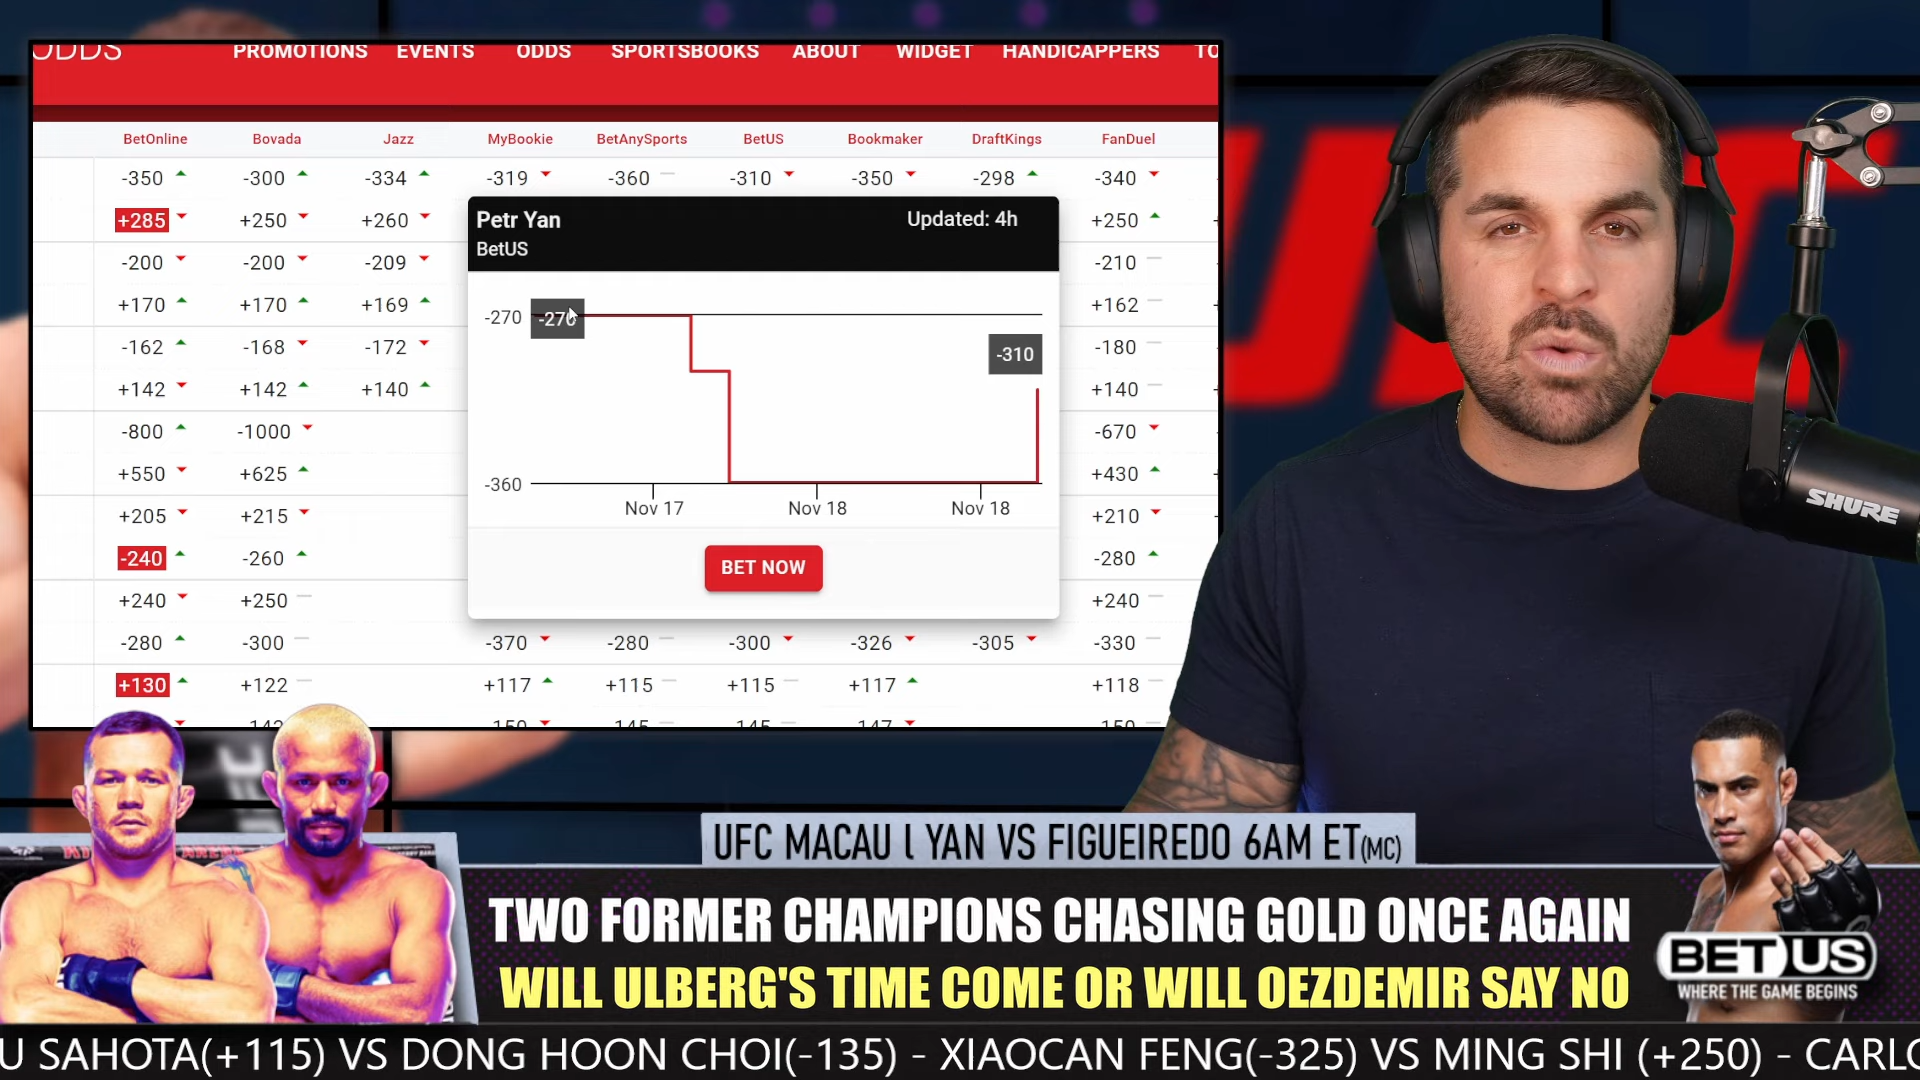 ODDS PROMOTIONS EVENTS ODDS SPORTSBOOKS ABOUT WIDGET HANDICAPPERS TO
BetOnline Bovada Jazz MyBookie BetAnySports BetUS Bookmaker DraftKings FanDuel
-350 -300 -334 -319 -360 -310 -350 -298 -340
+285 +250 +260 +250
-200 -200 -209 -210
+170 +170 +169 +162
-162 -168 -172 -180
+142 +142 +140 +140
-800 -1000 -670
+550 +625 +430
+205 +215 +210
-240 -260 -280
+240 +250 +240
-280 -300 -370 -280 -300 -326 -305 -330
+130 +122 +117 +115 +115 +117 +118
Petr Yan Updated: 4h
BetUS
-270 -270
-310
-360
Nov 17 Nov 18 Nov 18
BET NOW
SHURE
UFC MACAU | YAN VS FIGUEIREDO 6AM ET(MC)
TWO FORMER CHAMPIONS CHASING GOLD ONCE AGAIN
WILL ULBERG'S TIME COME OR WILL OEZDEMIR SAY NO
BETUS
WHERE THE GAME BEGINS
U SAHOTA(+115) VS DONG HOON CHOI(-135) - XIAOCAN FENG(-325) VS MING SHI (+250) - CARLO